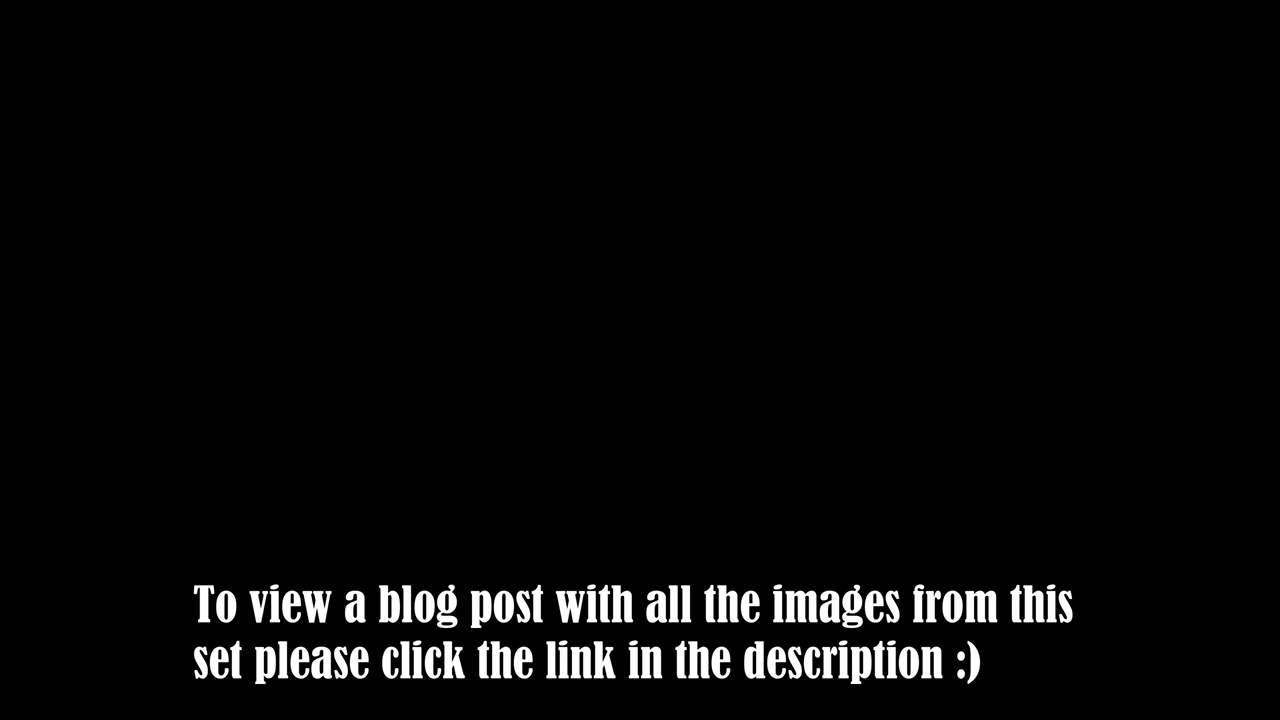 To view a blog post with all the images from this
set please click the link in the description :)